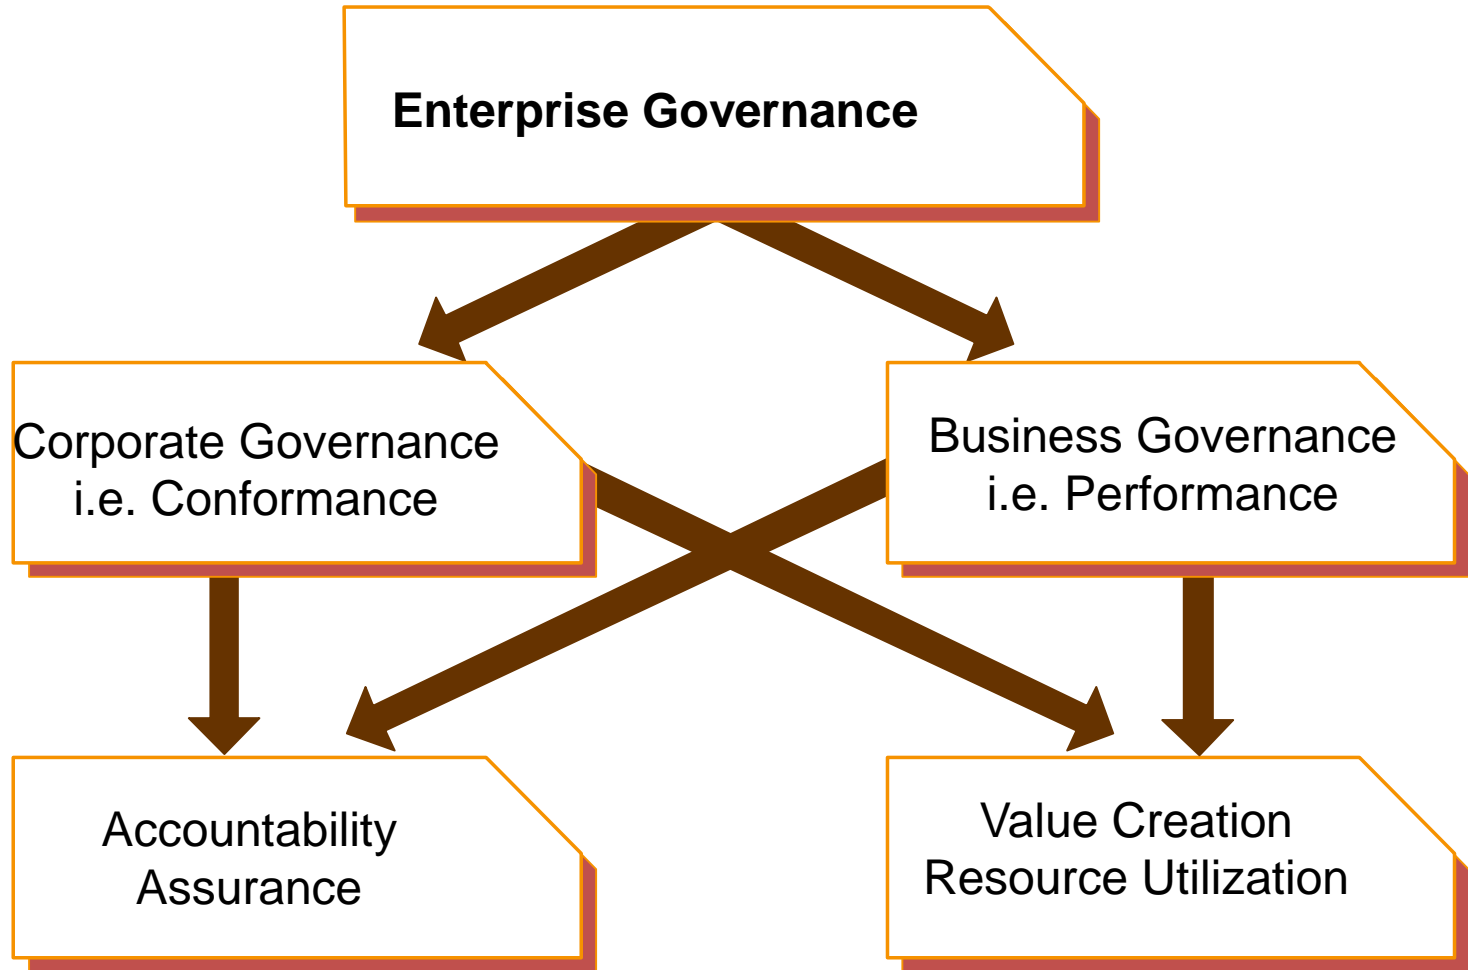 Enterprise Governance
Corporate Governance
i.e. Conformance
Business Governance
i.e. Performance
Accountability
Assurance
Value Creation
Resource Utilization